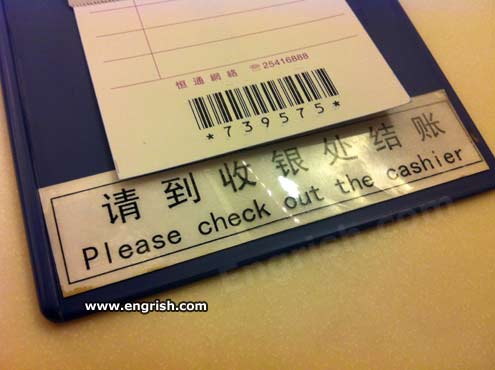 恒通網絡 ☏25416888
*739575*
请到收银处结账
Please check out the cashier
www.engrish.com